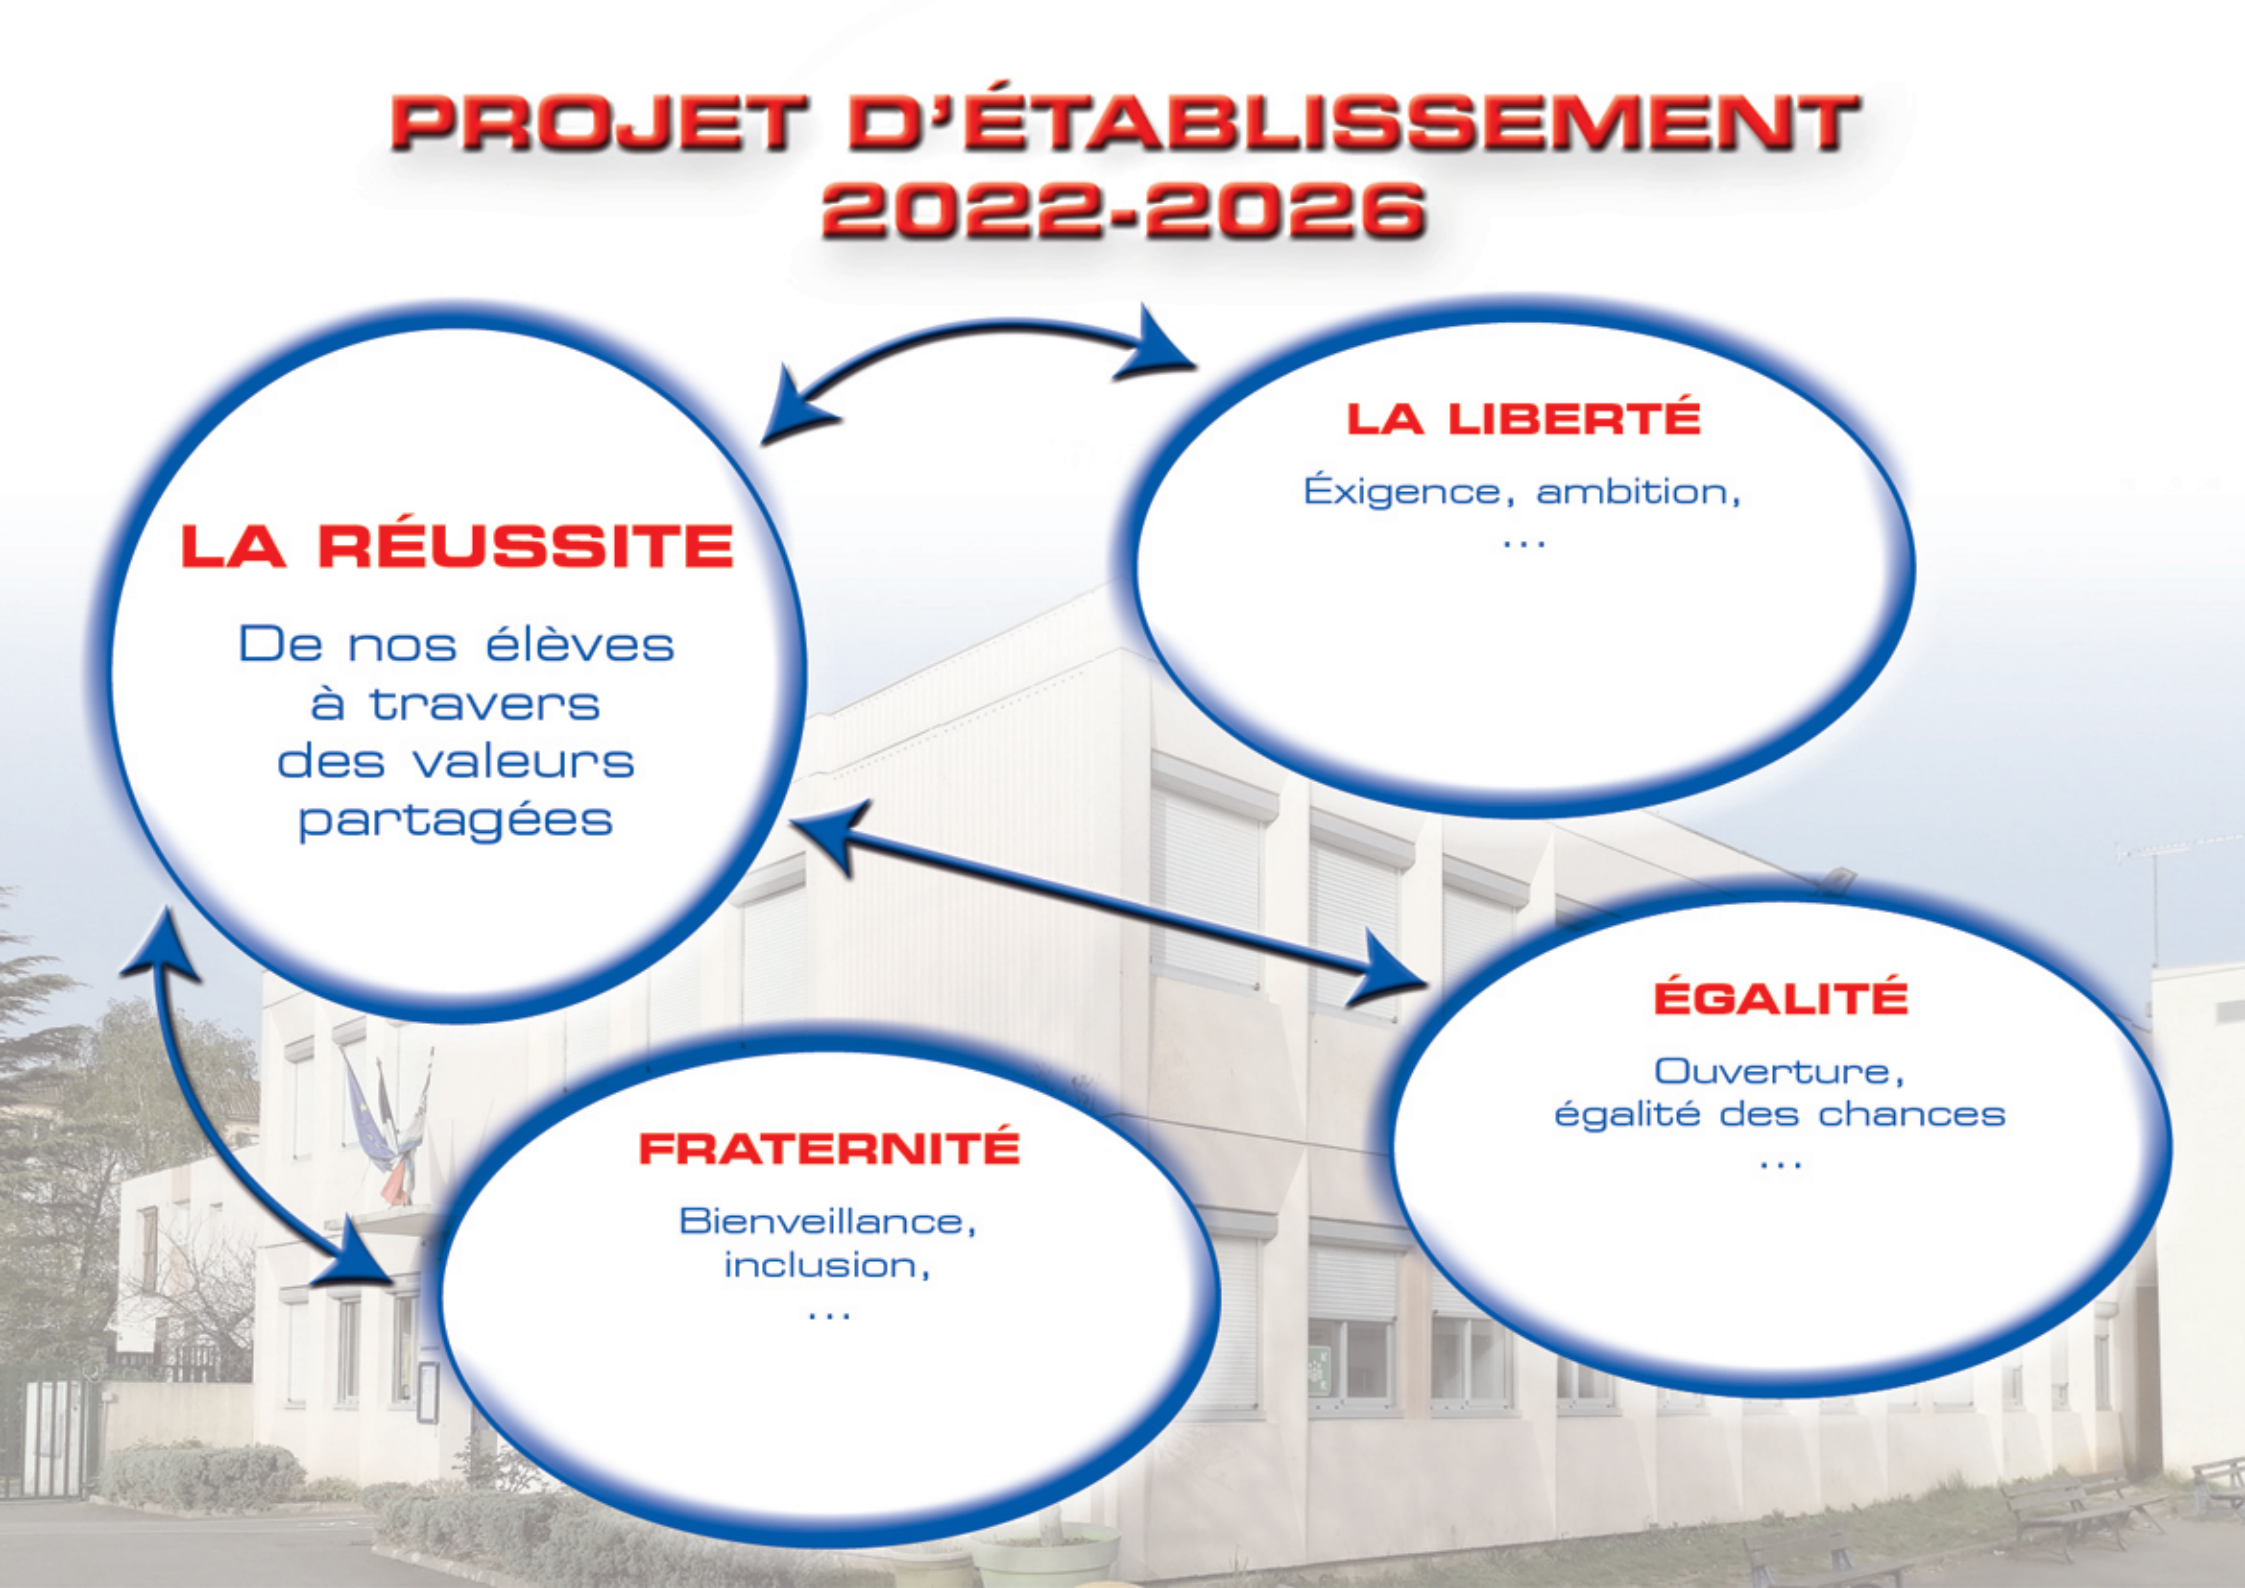 PROJET D'ÉTABLISSEMENT
2022-2026
LA RÉUSSITE
De nos élèves
à travers
des valeurs
partagées
LA LIBERTÉ
Éxigence, ambition,
...
ÉGALITÉ
Ouverture,
égalité des chances
...
FRATERNITÉ
Bienveillance,
inclusion,
...